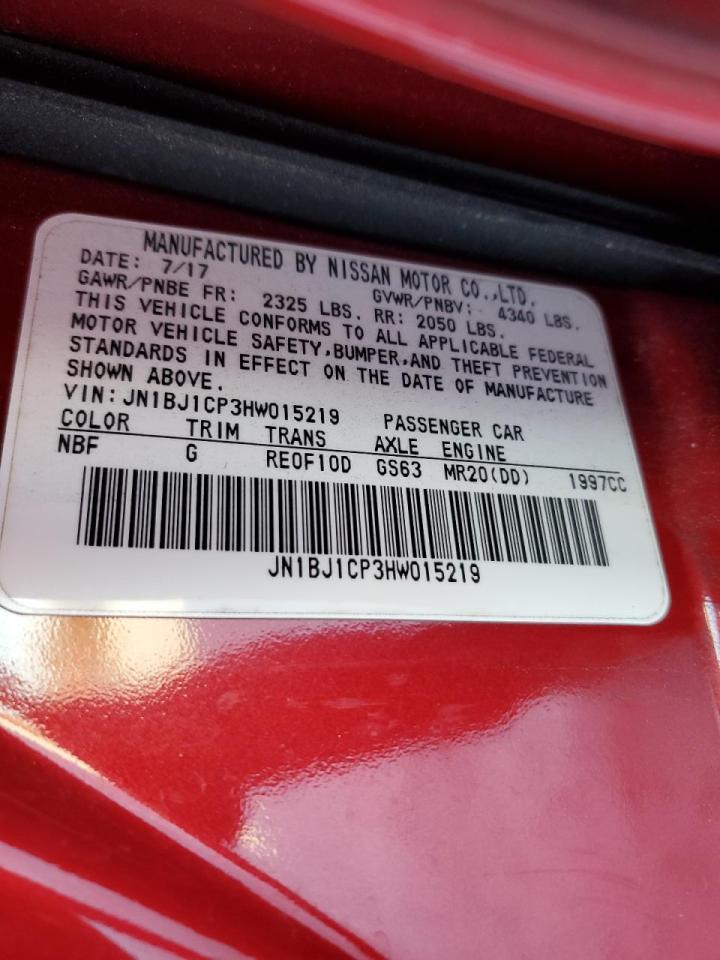 MANUFACTURED BY NISSAN MOTOR CO.,LTD.
DATE: 7/17 GVWR/PNBV: 4340 LBS.
GAWR/PNBE FR: 2325 LBS. RR: 2050 LBS.
THIS VEHICLE CONFORMS TO ALL APPLICABLE FEDERAL
MOTOR VEHICLE SAFETY,BUMPER,AND THEFT PREVENTION
STANDARDS IN EFFECT ON THE DATE OF MANUFACTURE
SHOWN ABOVE.
VIN: JN1BJ1CP3HW015219 PASSENGER CAR
COLOR TRIM TRANS AXLE ENGINE
NBF G RE0F10D GS63 MR20(DD) 1997CC
JN1BJ1CP3HW015219